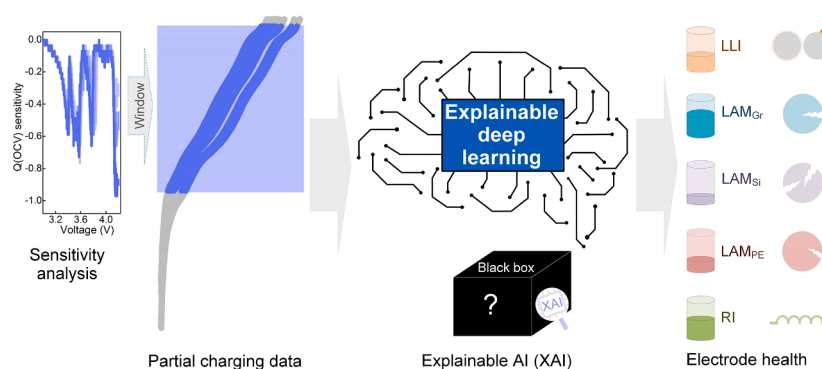 0.0
-0.2
-0.4
-0.6
-0.8
-1.0
Q(OCV) sensitivity
3.2 3.6 4.0
Voltage (V)
Sensitivity
analysis
Window
Partial charging data
Explainable
deep
learning
Black box
?
XAI
Explainable AI (XAI)
LLI
LAMGr
LAMSi
LAMPE
RI
Electrode health